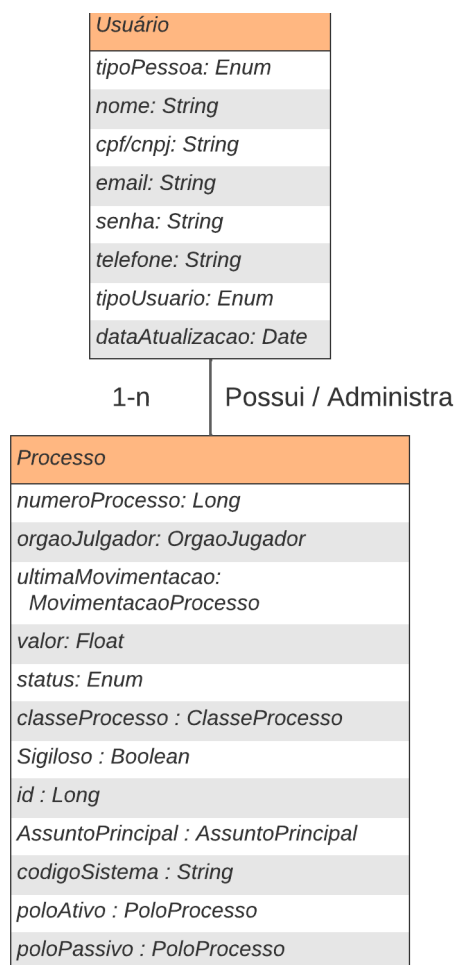 Usuário
tipoPessoa: Enum
nome: String
cpf/cnpj: String
email: String
senha: String
telefone: String
tipoUsuario: Enum
dataAtualizacao: Date
1-n
Possui / Administra
Processo
numeroProcesso: Long
orgaoJulgador: OrgaoJugador
ultimaMovimentacao:
MovimentacaoProcesso
valor: Float
status: Enum
classeProcesso : ClasseProcesso
Sigiloso : Boolean
id : Long
AssuntoPrincipal : AssuntoPrincipal
codigoSistema : String
poloAtivo : PoloProcesso
poloPassivo : PoloProcesso